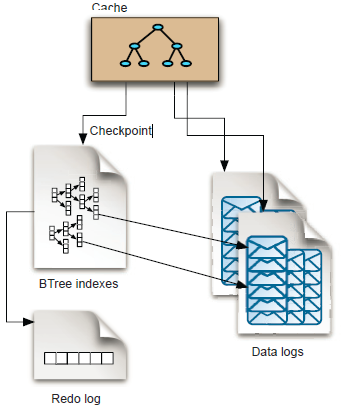 Cache
Checkpoint
BTree indexes
Data logs
Redo log